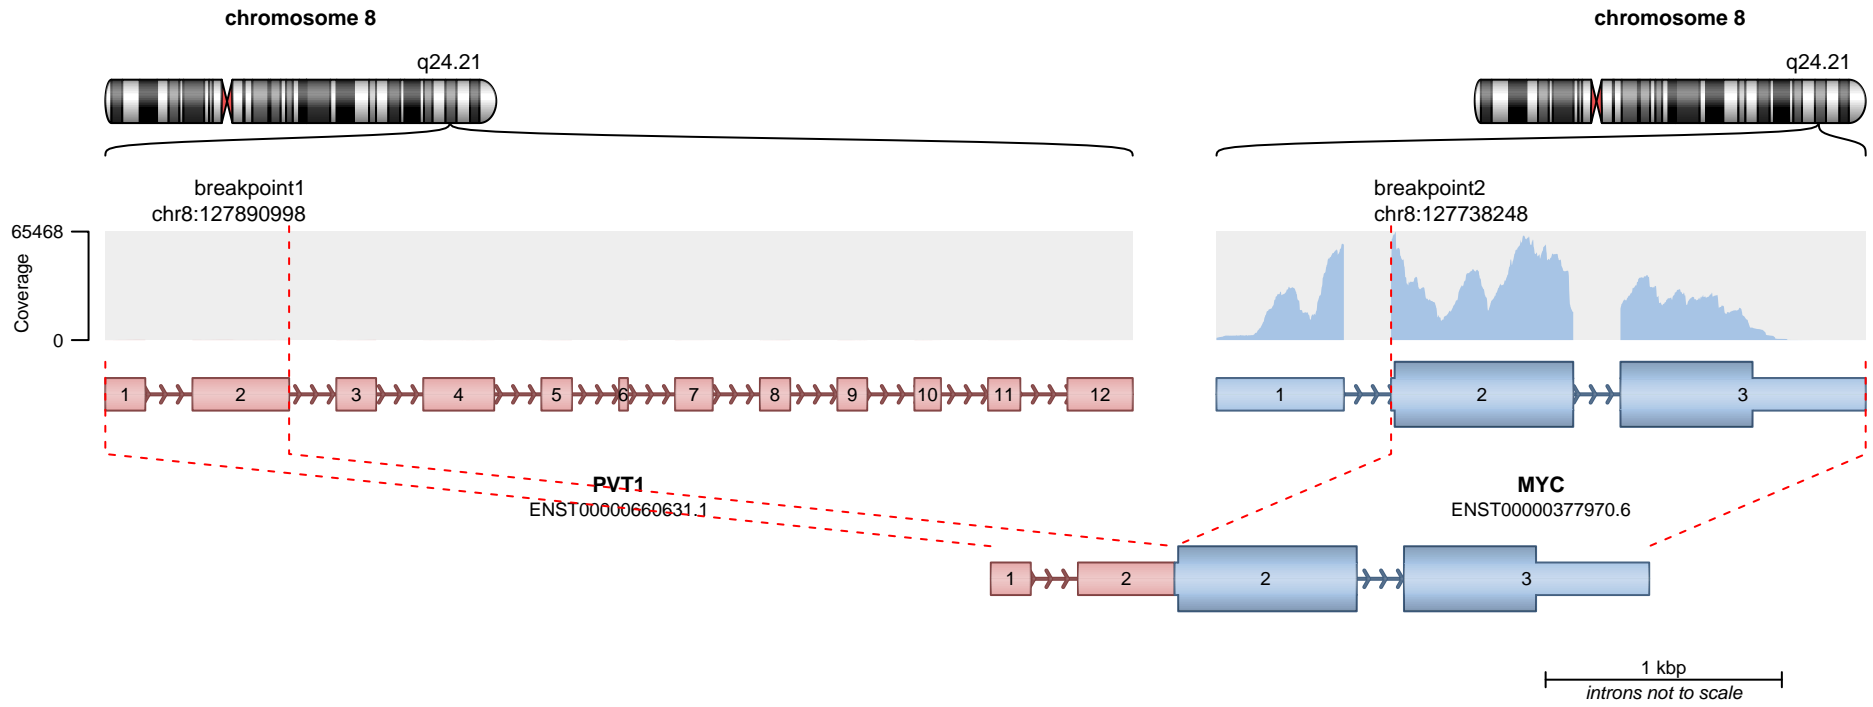 chromosome 8
chromosome 8
q24.21
q24.21
breakpoint1
chr8:127890998
breakpoint2
chr8:127738248
65468
Coverage
0
1 2 3 4 5 6 7 8 9 10 11 12
1 2 3
PVT1
ENST00000660631.1
MYC
ENST00000377970.6
1 2 2 3
1 kbp
introns not to scale